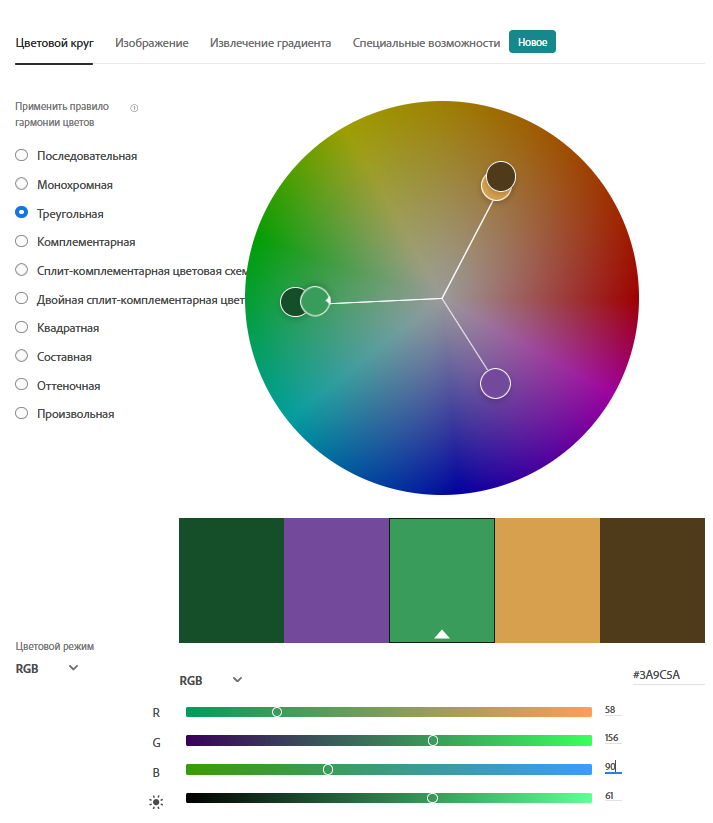 Цветовой круг Изображение Извлечение градиента Специальные возможности Новое
Применить правило
гармонии цветов
Последовательная
Монохромная
Треугольная
Комплементарная
Сплит-комплементарная цветовая схем
Двойная сплит-комплементарная цвет
Квадратная
Составная
Оттеночная
Произвольная
Цветовой режим
RGB
RGB
#3A9C5A
R 58
G 156
B 90
61